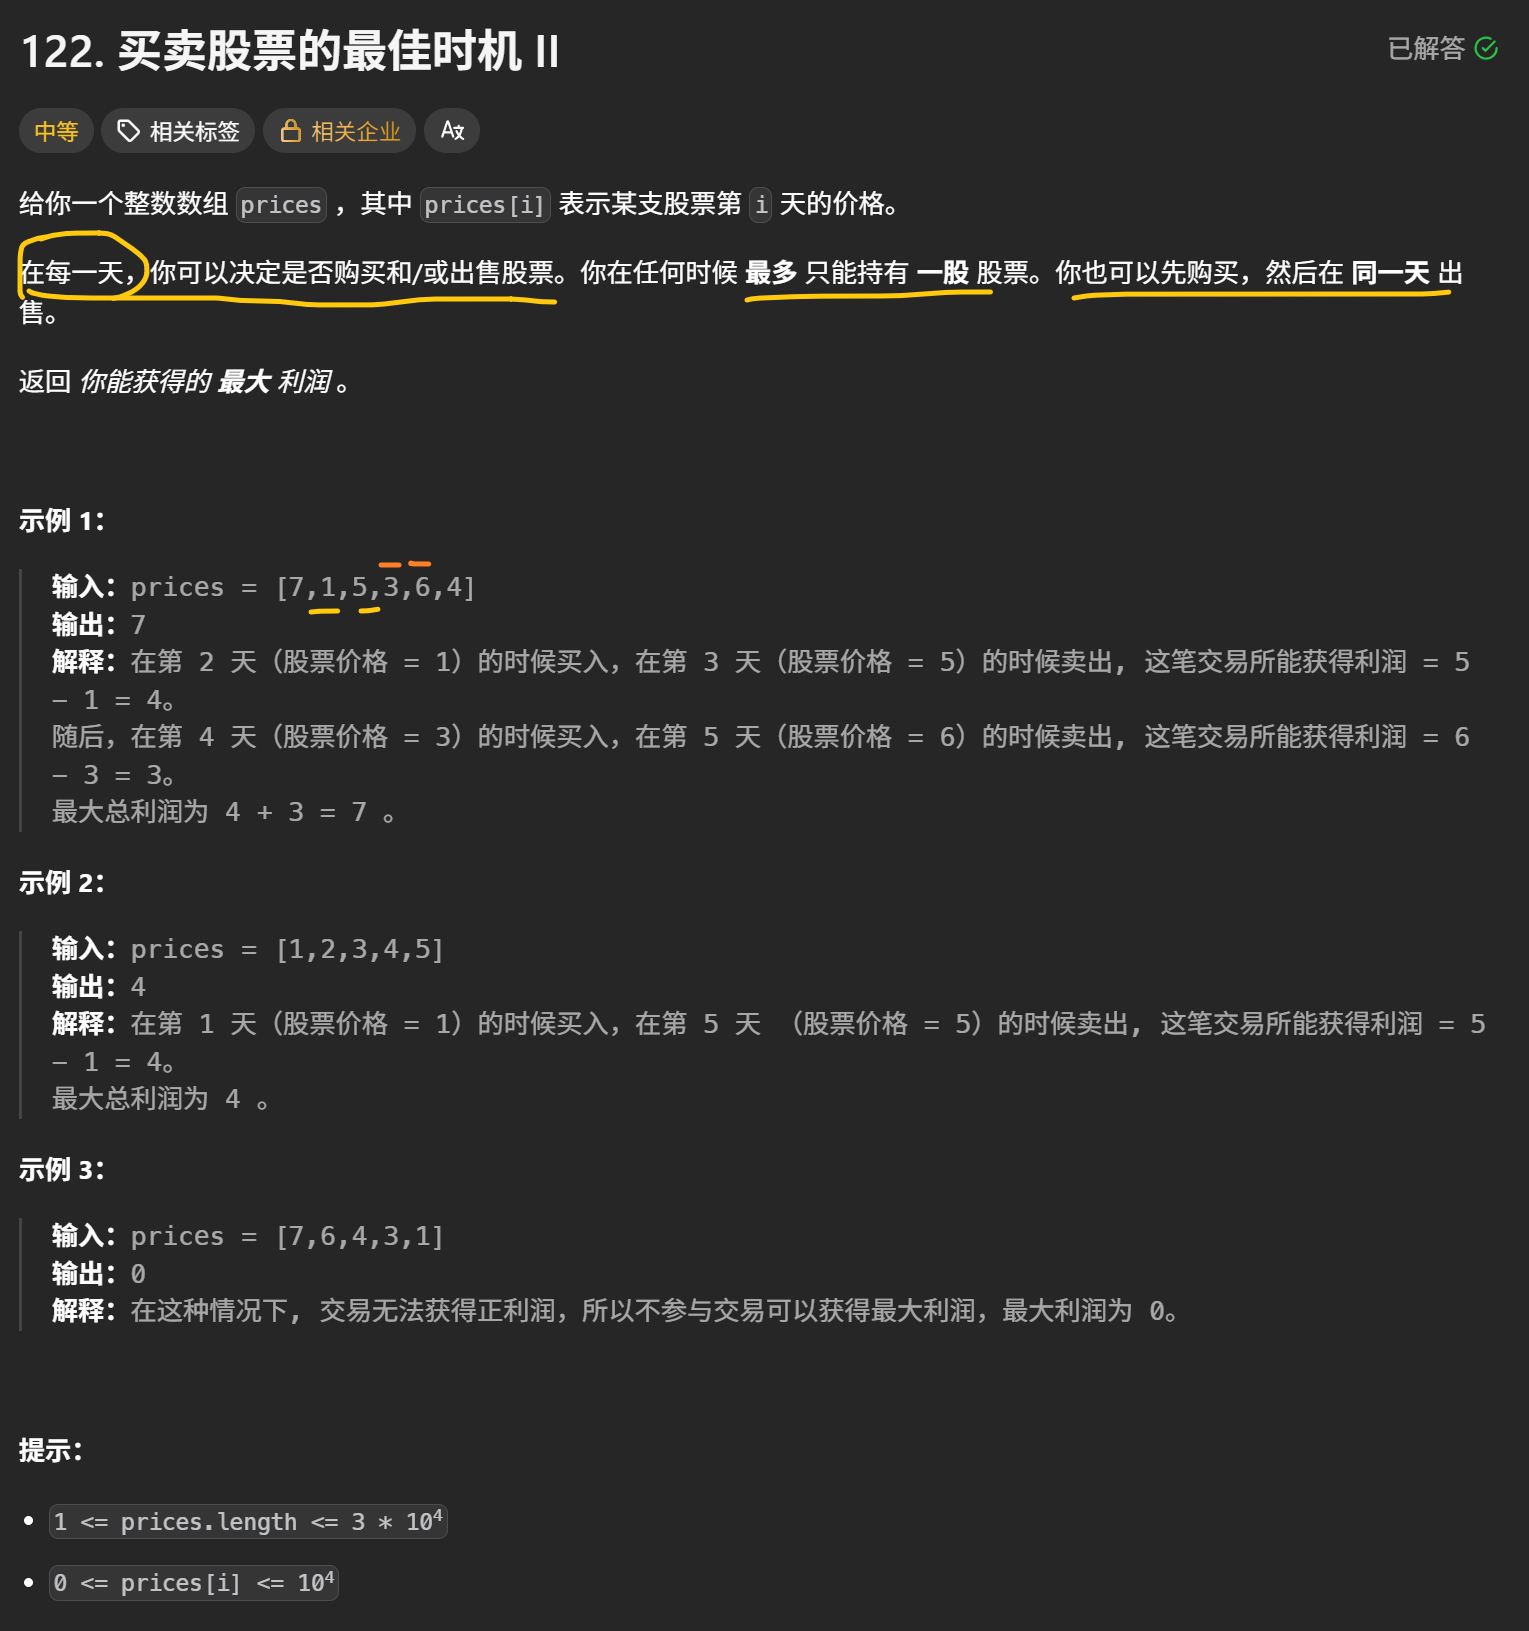 122. 买卖股票的最佳时机 II
已解答
中等 相关标签 相关企业
给你一个整数数组 prices ，其中 prices[i] 表示某支股票第 i 天的价格。
在每一天，你可以决定是否购买和/或出售股票。你在任何时候 最多 只能持有 一股 股票。你也可以先购买，然后在 同一天 出
售。
返回 你能获得的 最大 利润 。
示例 1：
输入：prices = [7,1,5,3,6,4]
输出：7
解释：在第 2 天（股票价格 = 1）的时候买入，在第 3 天（股票价格 = 5）的时候卖出, 这笔交易所能获得利润 = 5
- 1 = 4。
随后，在第 4 天（股票价格 = 3）的时候买入，在第 5 天（股票价格 = 6）的时候卖出, 这笔交易所能获得利润 = 6
- 3 = 3。
最大总利润为 4 + 3 = 7 。
示例 2：
输入：prices = [1,2,3,4,5]
输出：4
解释：在第 1 天（股票价格 = 1）的时候买入，在第 5 天 （股票价格 = 5）的时候卖出, 这笔交易所能获得利润 = 5
- 1 = 4。
最大总利润为 4 。
示例 3：
输入：prices = [7,6,4,3,1]
输出：0
解释：在这种情况下, 交易无法获得正利润，所以不参与交易可以获得最大利润，最大利润为 0。
提示：
1 <= prices.length <= 3 * 10⁴
0 <= prices[i] <= 10⁴